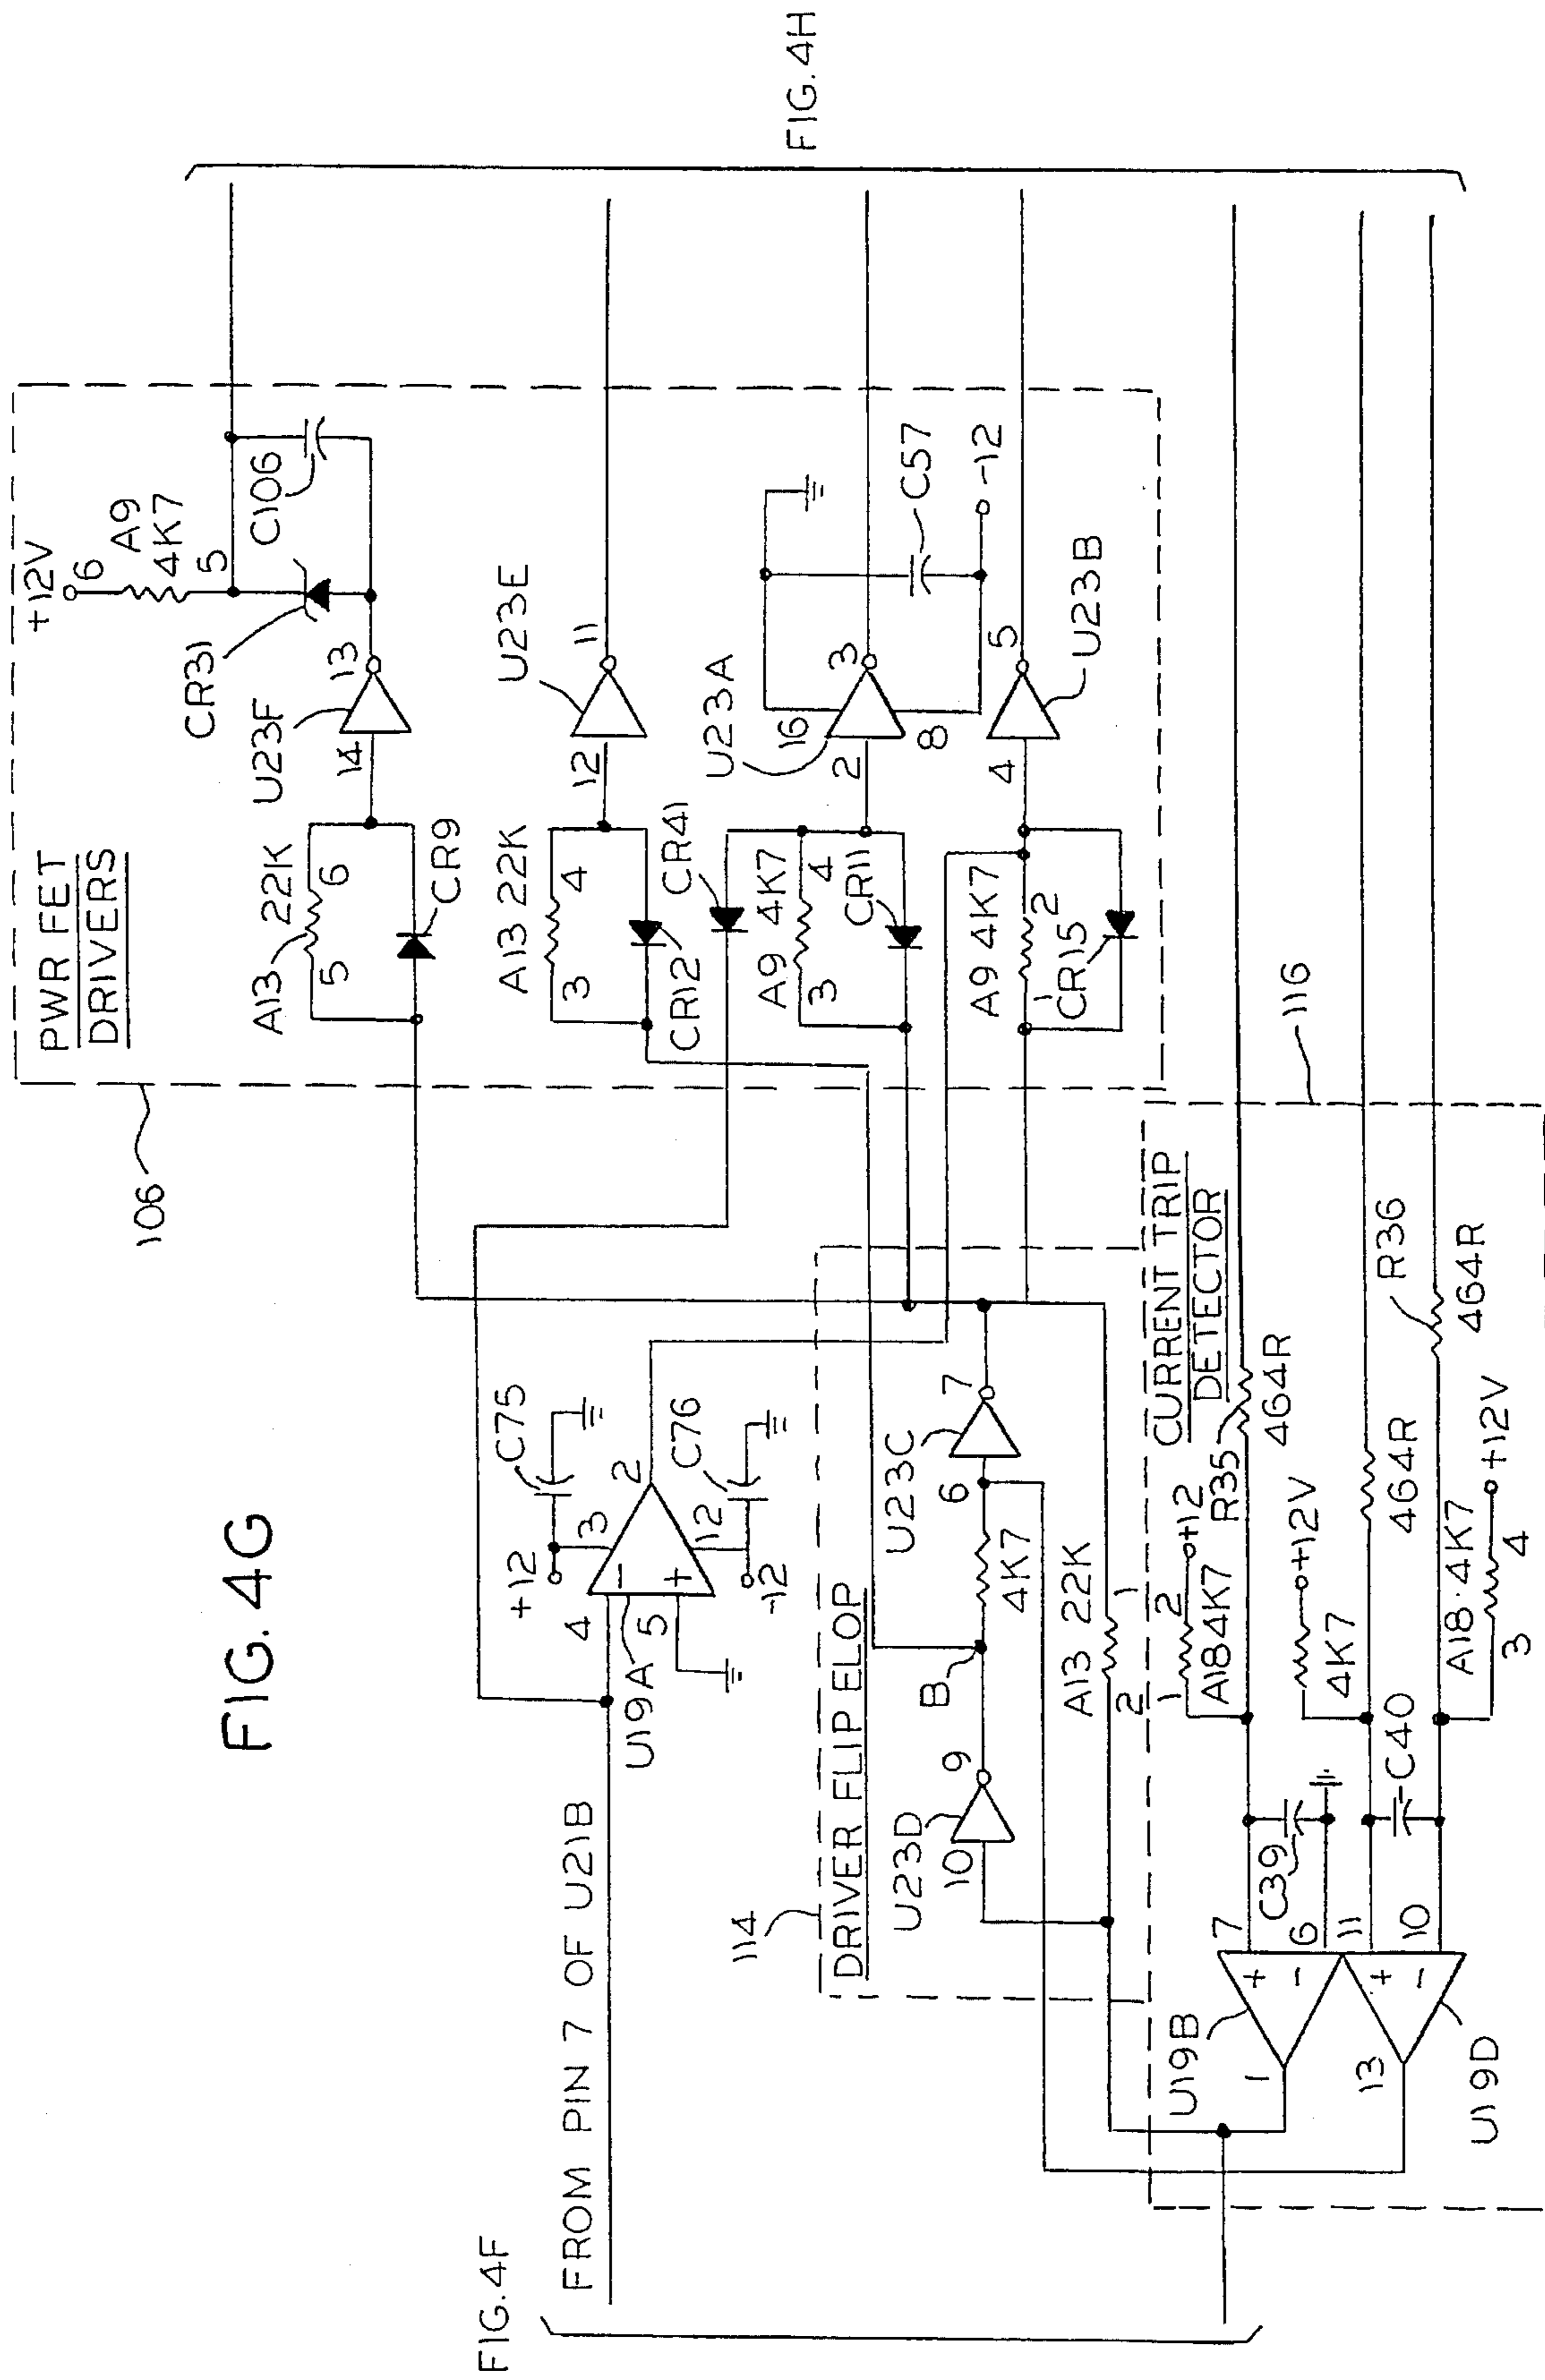 FIG. 4G
FIG. 4F
FIG. 4H
FROM PIN 7 OF U21B
106
PWR FET
DRIVERS
+12V
6
A9
4K7
5
CR31
C106
U23F
14
13
A13
22K
5
6
CR9
U23E
12
11
A13 22K
3
4
CR12
CR41
U23A
16
2
3
8
C57
-12
A9 4K7
3
4
CR11
U23B
4
5
A9 4K7
1
2
CR15
+12
C75
4
3
2
5
12
U19A
C76
-12
114
DRIVER FLIP ELOP
U23D
10
9
B
4K7
U23C
6
7
A13 22K
2
1
116
CURRENT TRIP
DETECTOR
1
2
+12
A18 4K7
R35
464R
+12V
4K7
464R
R36
464R
A18 4K7
3
4
+12V
C39
C40
U19B
7
+
6
-
1
11
+
10
-
13
U19D